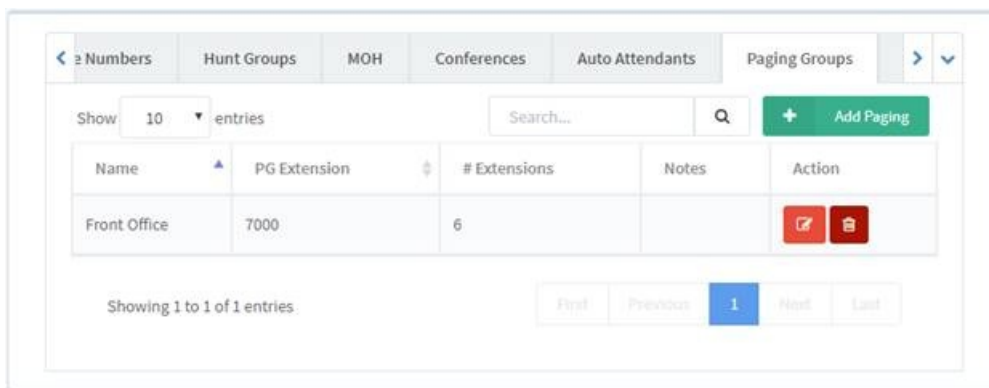 e Numbers Hunt Groups MOH Conferences Auto Attendants Paging Groups
Show 10 entries Search... + Add Paging
Name PG Extension # Extensions Notes Action
Front Office 7000 6
Showing 1 to 1 of 1 entries First Previous 1 Next Last